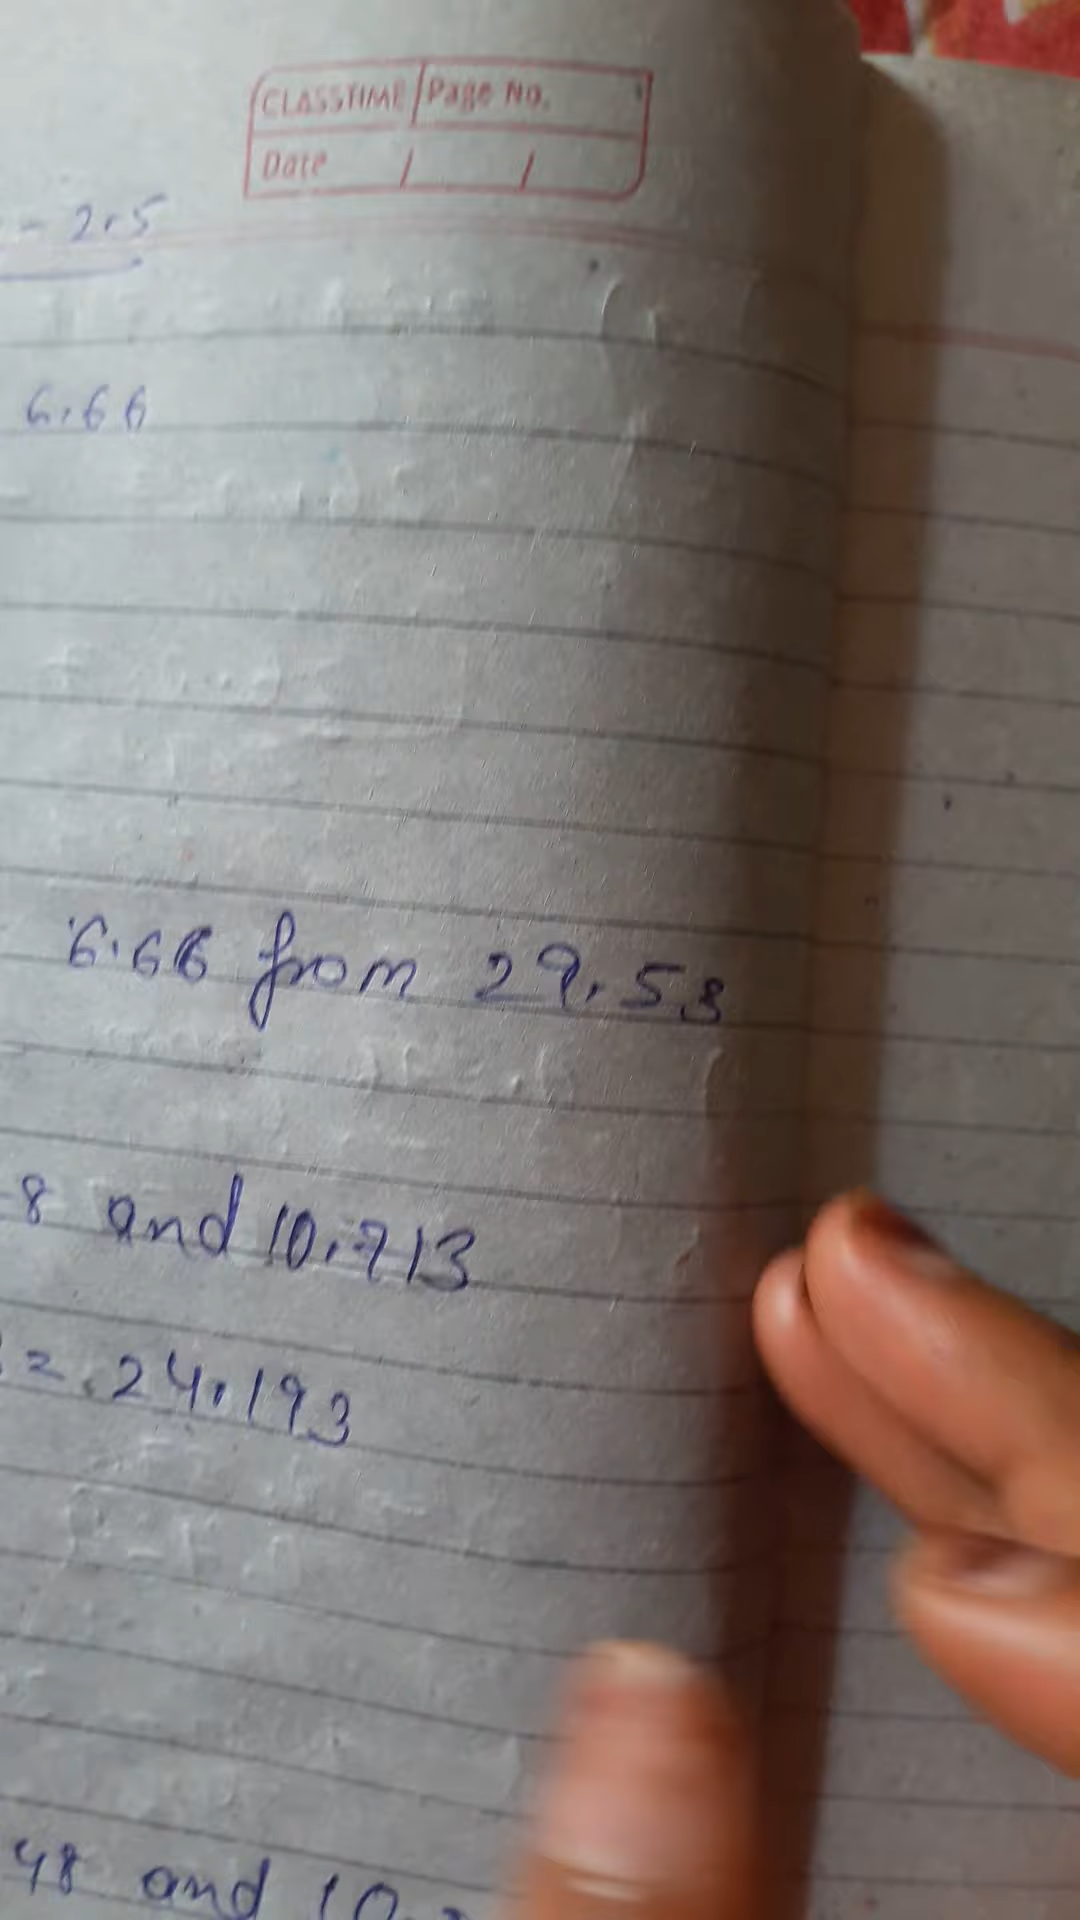 CLASSTIME Page No.
Date / /
- 2.5
6.66
6.66 from 29.58
8 and 10.713
= 24.193
48 and 10.